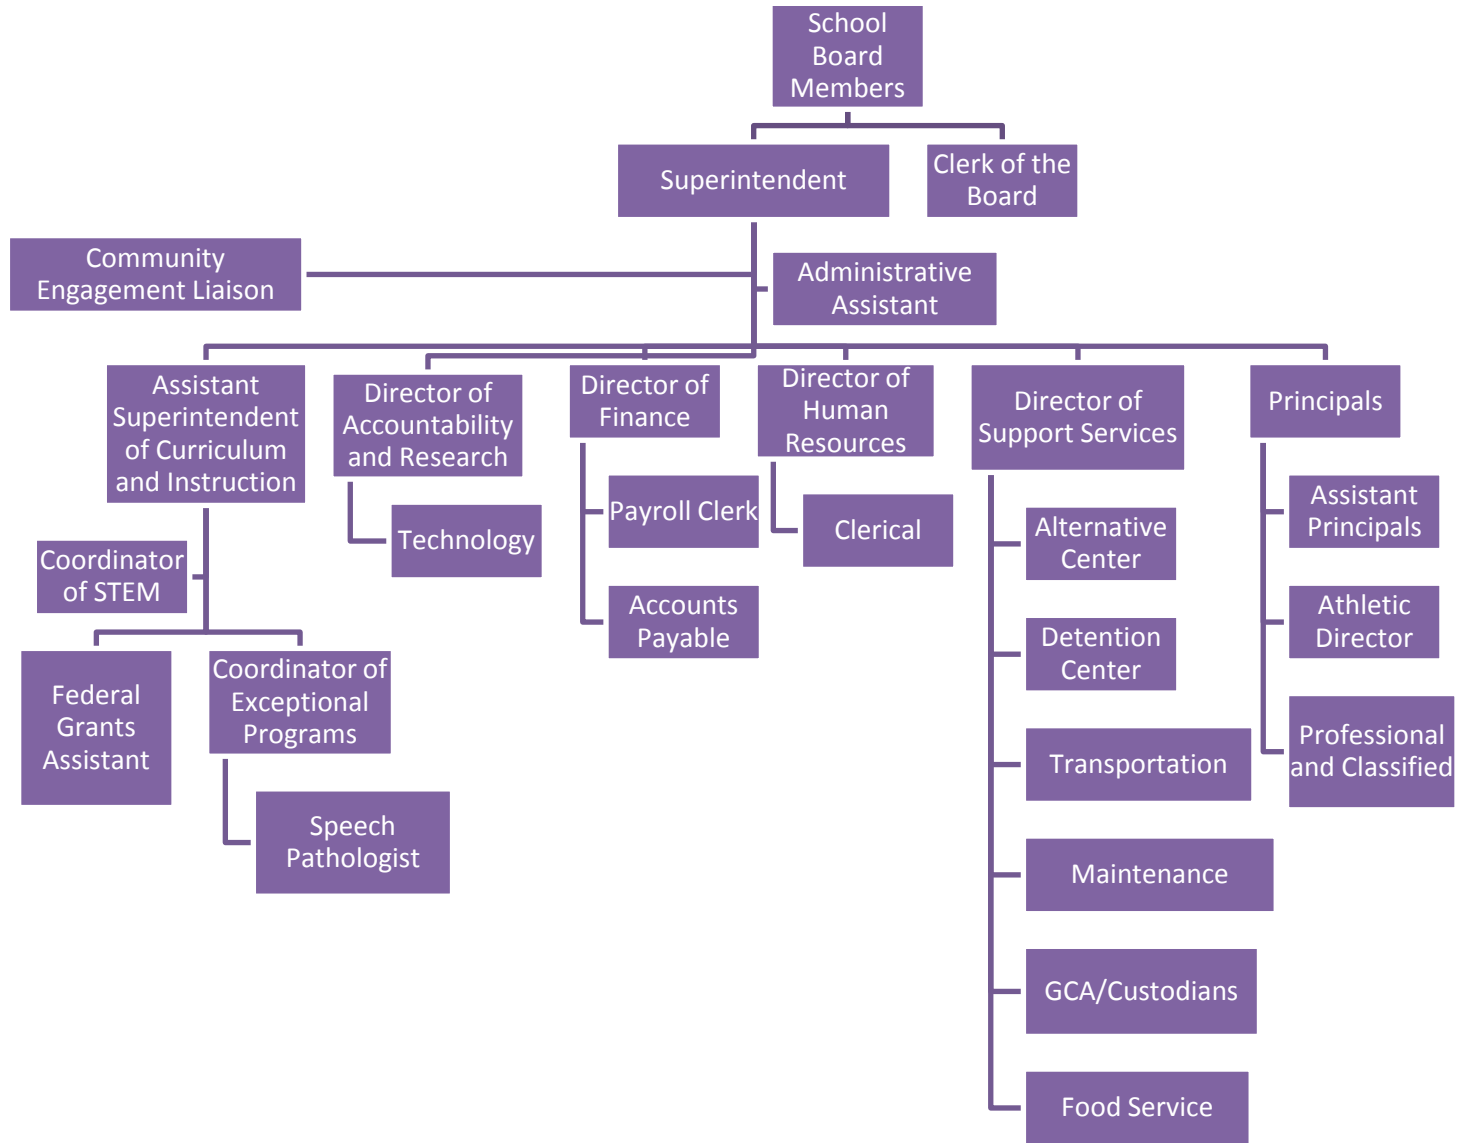 School
Board
Members
Superintendent
Clerk of the
Board
Community
Engagement Liaison
Administrative
Assistant
Assistant
Superintendent
of Curriculum
and Instruction
Director of
Accountability
and Research
Director of
Finance
Director of
Human
Resources
Director of
Support Services
Principals
Technology
Payroll Clerk
Clerical
Alternative
Center
Assistant
Principals
Coordinator
of STEM
Accounts
Payable
Detention
Center
Athletic
Director
Federal
Grants
Assistant
Coordinator of
Exceptional
Programs
Transportation
Professional
and Classified
Speech
Pathologist
Maintenance
GCA/Custodians
Food Service